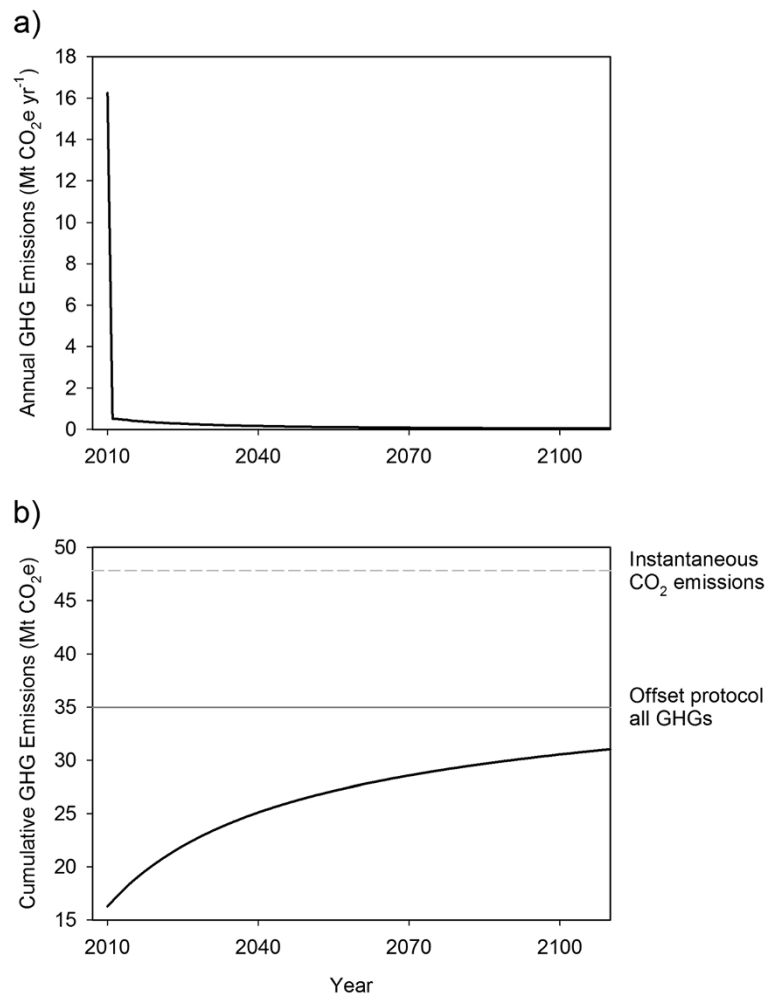 a)
Annual GHG Emissions (Mt CO₂e yr⁻¹)
18
16
14
12
10
8
6
4
2
0
2010 2040 2070 2100
b)
Cumulative GHG Emissions (Mt CO₂e)
50
45
40
35
30
25
20
15
Instantaneous
CO₂ emissions
Offset protocol
all GHGs
2010 2040 2070 2100
Year